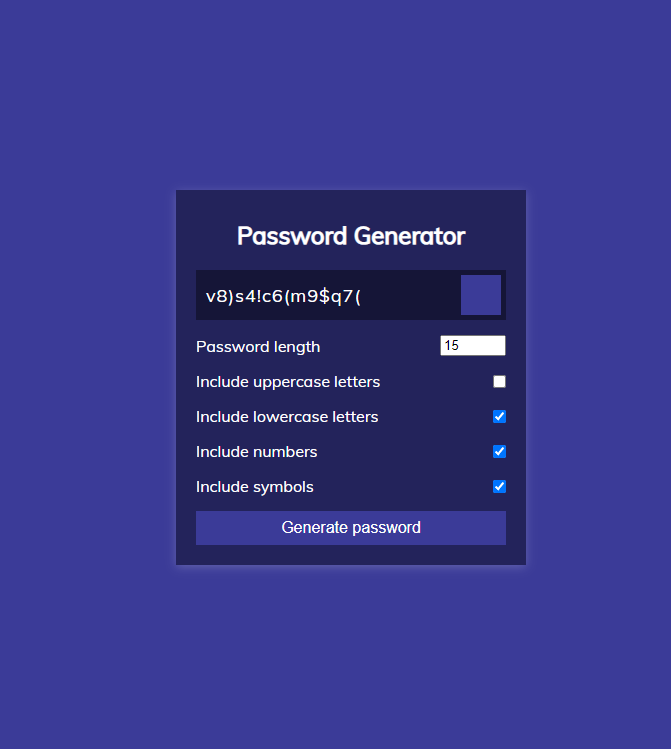 Password Generator
v8)s4!c6(m9$q7(
Password length
15
Include uppercase letters
Include lowercase letters
Include numbers
Include symbols
Generate password